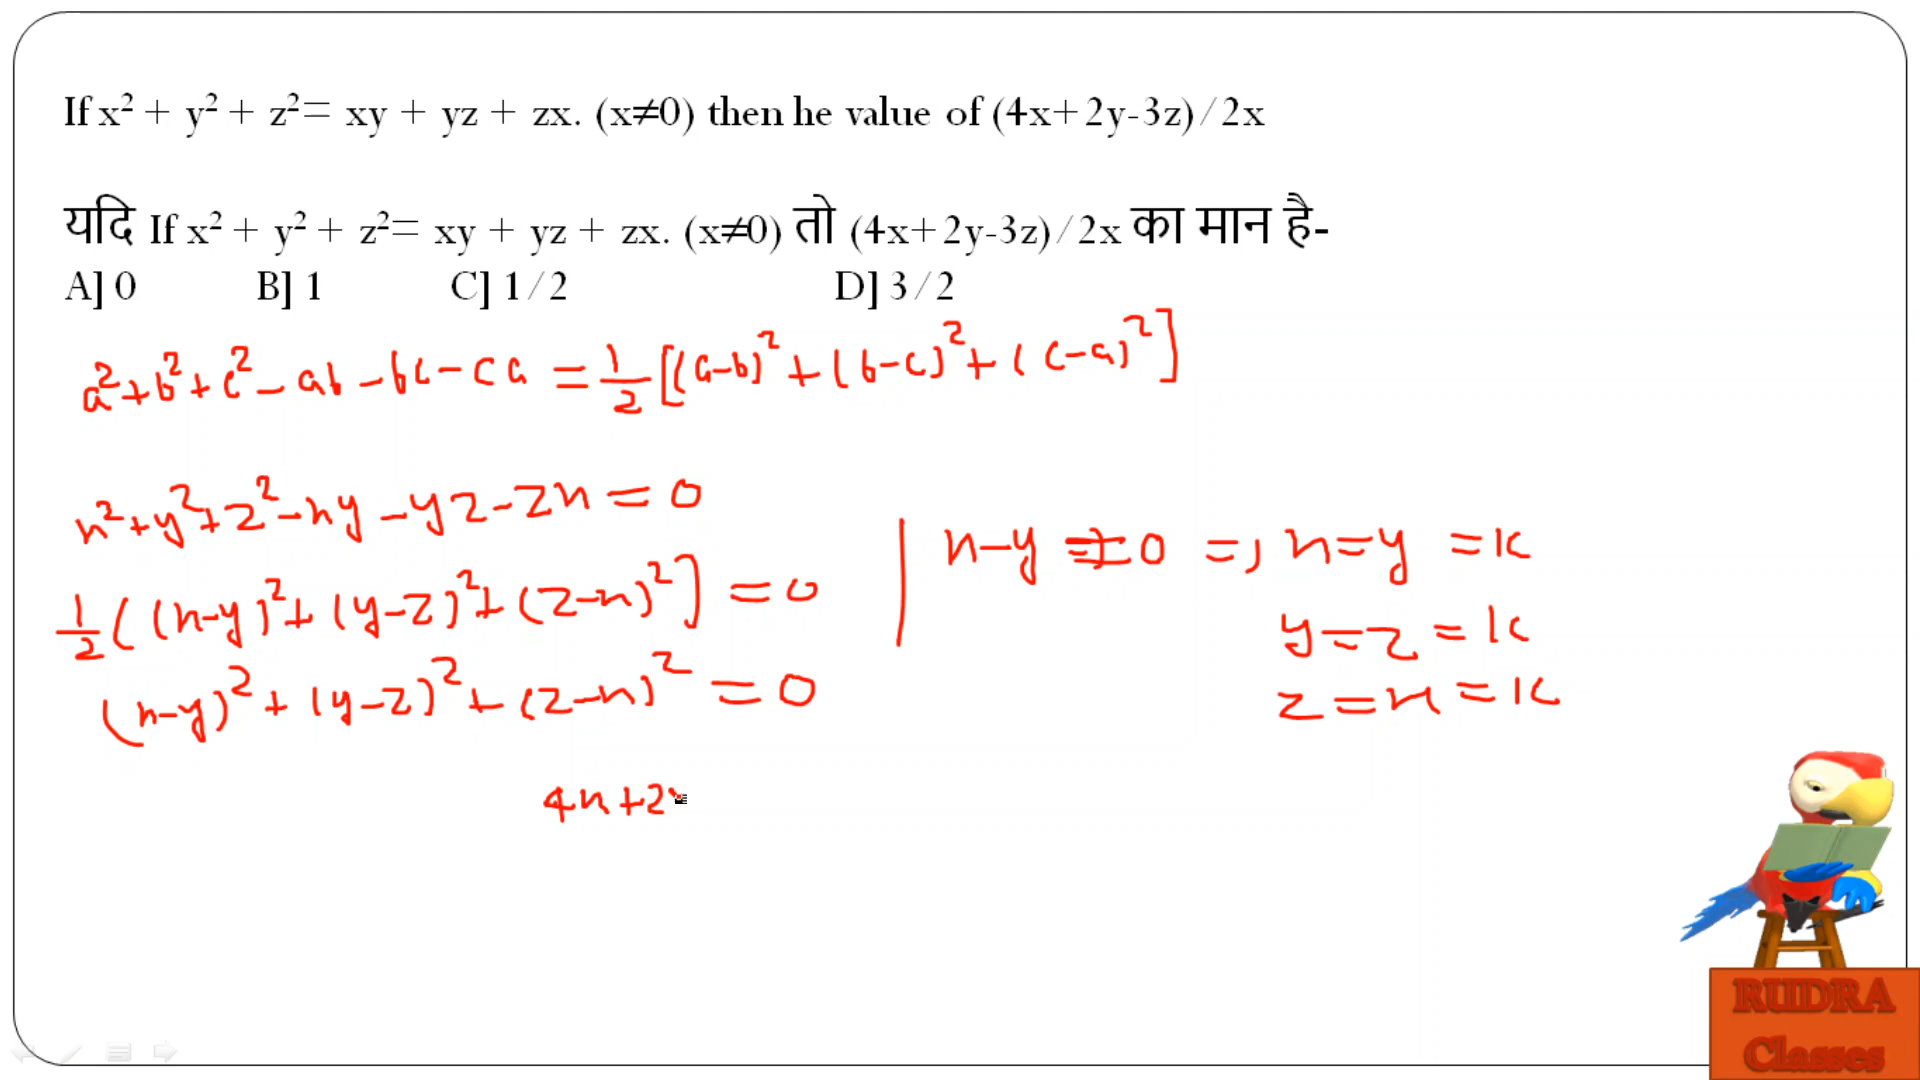 If x² + y² + z²= xy + yz + zx. (x≠0) then he value of (4x+2y-3z)/2x
यदि If x² + y² + z²= xy + yz + zx. (x≠0) तो (4x+2y-3z)/2x का मान है-
A] 0 B] 1 C] 1/2 D] 3/2
a²+b²+c²-ab-bc-ca = 1/2 [(a-b)²+(b-c)²+(c-a)²]
x²+y²+z²-xy-yz-zx=0
1/2 ((x-y)²+(y-z)²+(z-x)²] =0
(x-y)²+(y-z)²+(z-x)² =0
x-y = 0 => x=y =k
y=z =k
z=x=k
4x+2
RUDRA
Classes